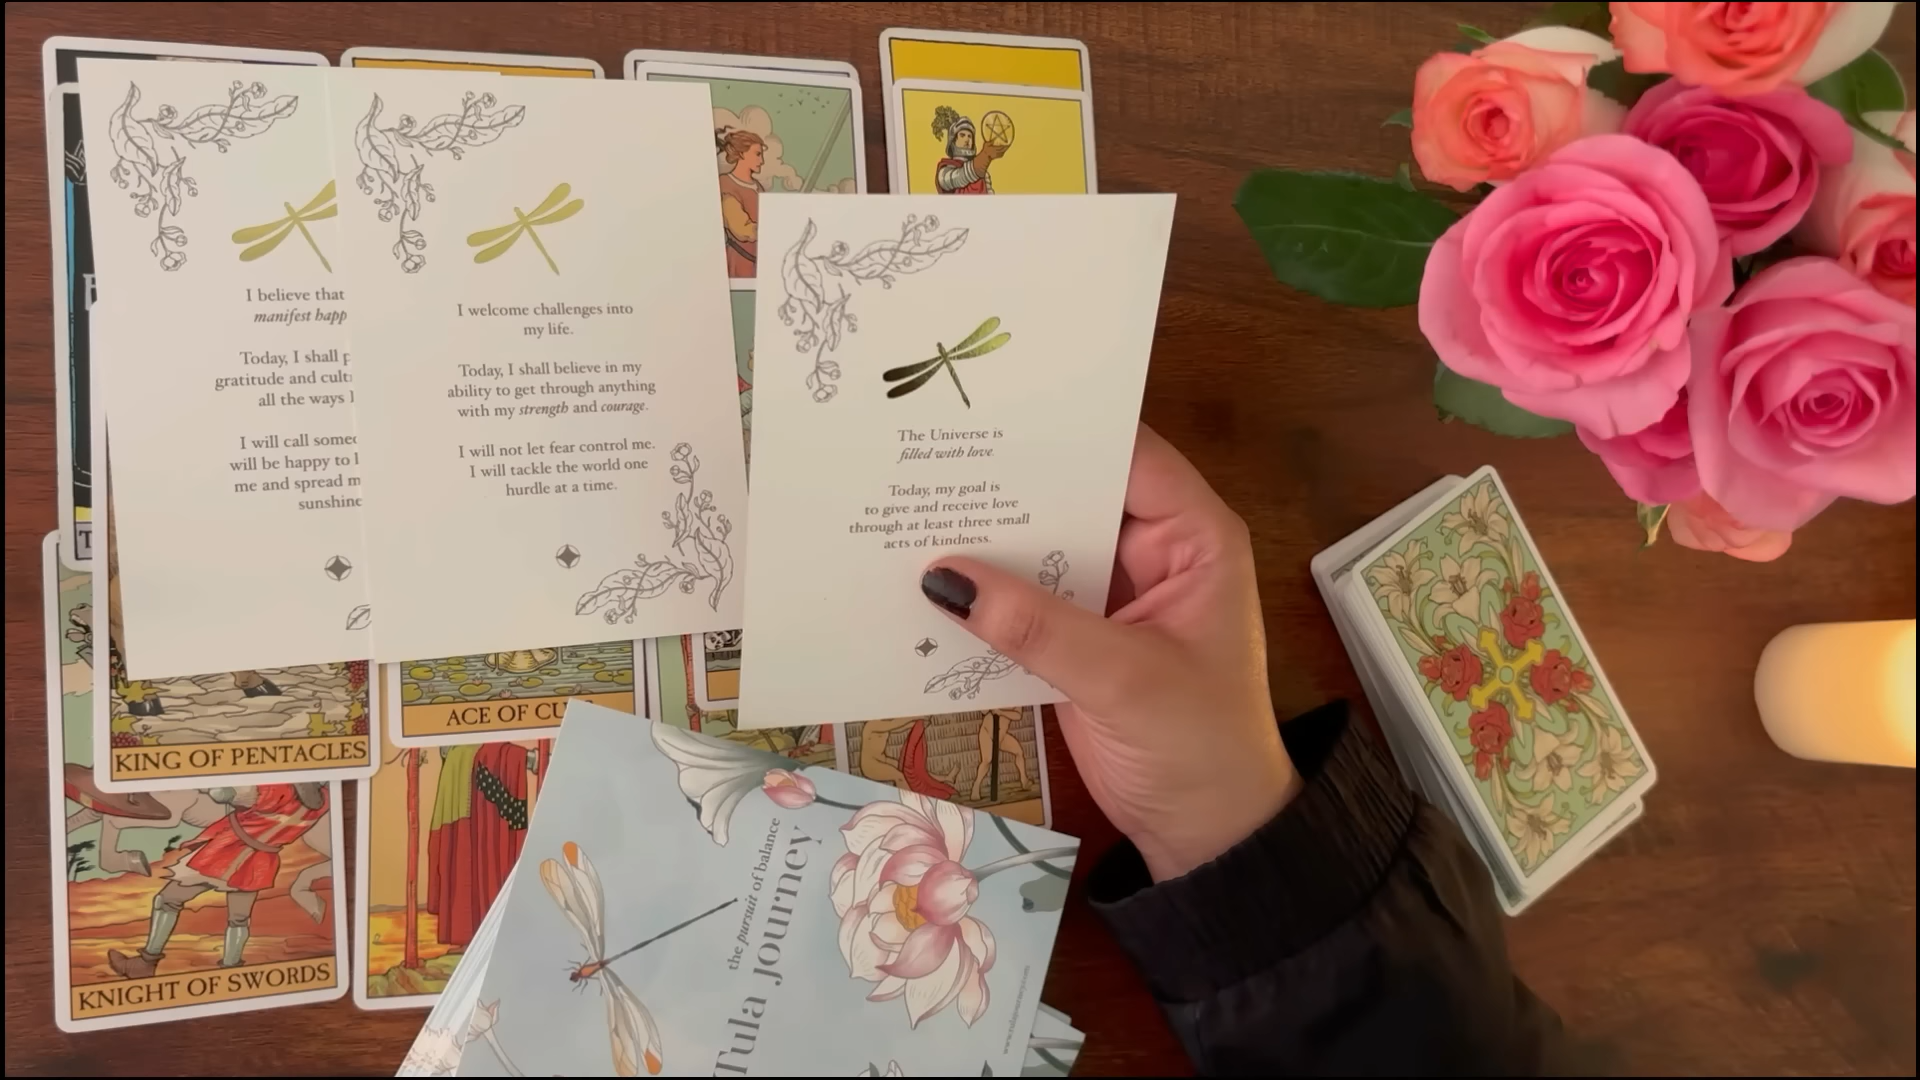 I believe that
manifest happ
Today, I shall p
gratitude and cult
all the ways I
I will call some
will be happy to l
me and spread m
sunshine
I welcome challenges into
my life.
Today, I shall believe in my
ability to get through anything
with my strength and courage.
I will not let fear control me.
I will tackle the world one
hurdle at a time.
The Universe is
filled with love.
Today, my goal is
to give and receive love
through at least three small
acts of kindness.
KING OF PENTACLES
ACE OF CU
KNIGHT OF SWORDS
the pursuit of balance
Tula Journey